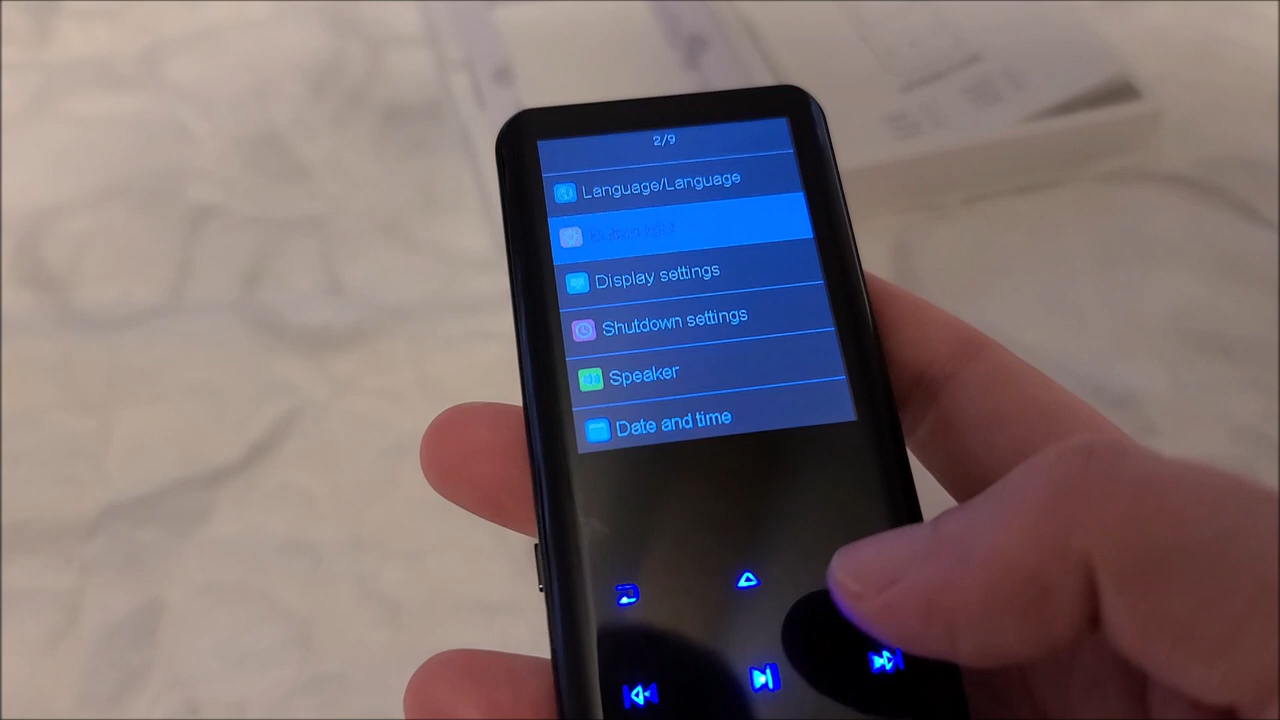 2/9
Language/Language
Display settings
Shutdown settings
Speaker
Date and time